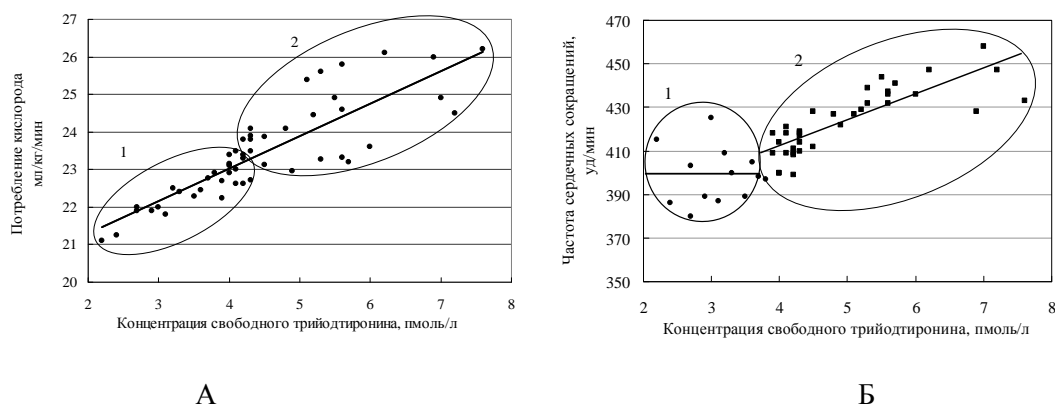 Потребление кислорода
мл/кг/мин
27
26
25
24
23
22
21
20
1
2
2 3 4 5 6 7 8
Концентрация свободного трийодтиронина, пмоль/л
А
Частота сердечных сокращений,
уд/мин
450
430
410
390
370
350
1
2
2 3 4 5 6 7 8
Концентрация свободного трийодтиронина, пмоль/л
Б